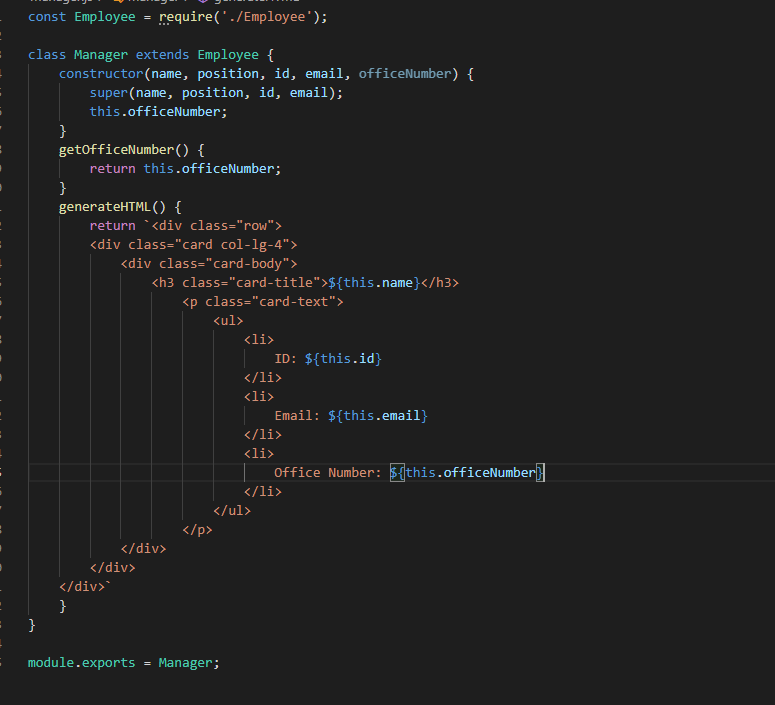 const Employee = require('./Employee');
class Manager extends Employee {
constructor(name, position, id, email, officeNumber) {
super(name, position, id, email);
this.officeNumber;
}
getOfficeNumber() {
return this.officeNumber;
}
generateHTML() {
return `<div class="row">
<div class="card col-lg-4">
<div class="card-body">
<h3 class="card-title">${this.name}</h3>
<p class="card-text">
<ul>
<li>
ID: ${this.id}
</li>
<li>
Email: ${this.email}
</li>
<li>
Office Number: ${this.officeNumber}
</li>
</ul>
</p>
</div>
</div>
</div>`
}
}
module.exports = Manager;